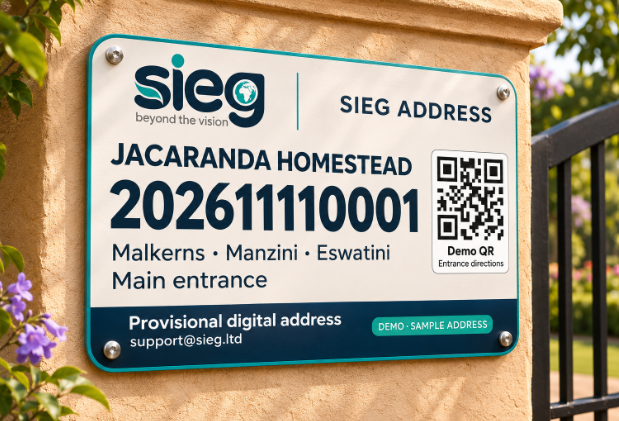 sieg
beyond the vision
SIEG ADDRESS
JACARANDA HOMESTEAD
202611110001
Malkerns · Manzini · Eswatini
Main entrance
Demo QR
Entrance directions
Provisional digital address
support@sieg.ltd
DEMO · SAMPLE ADDRESS